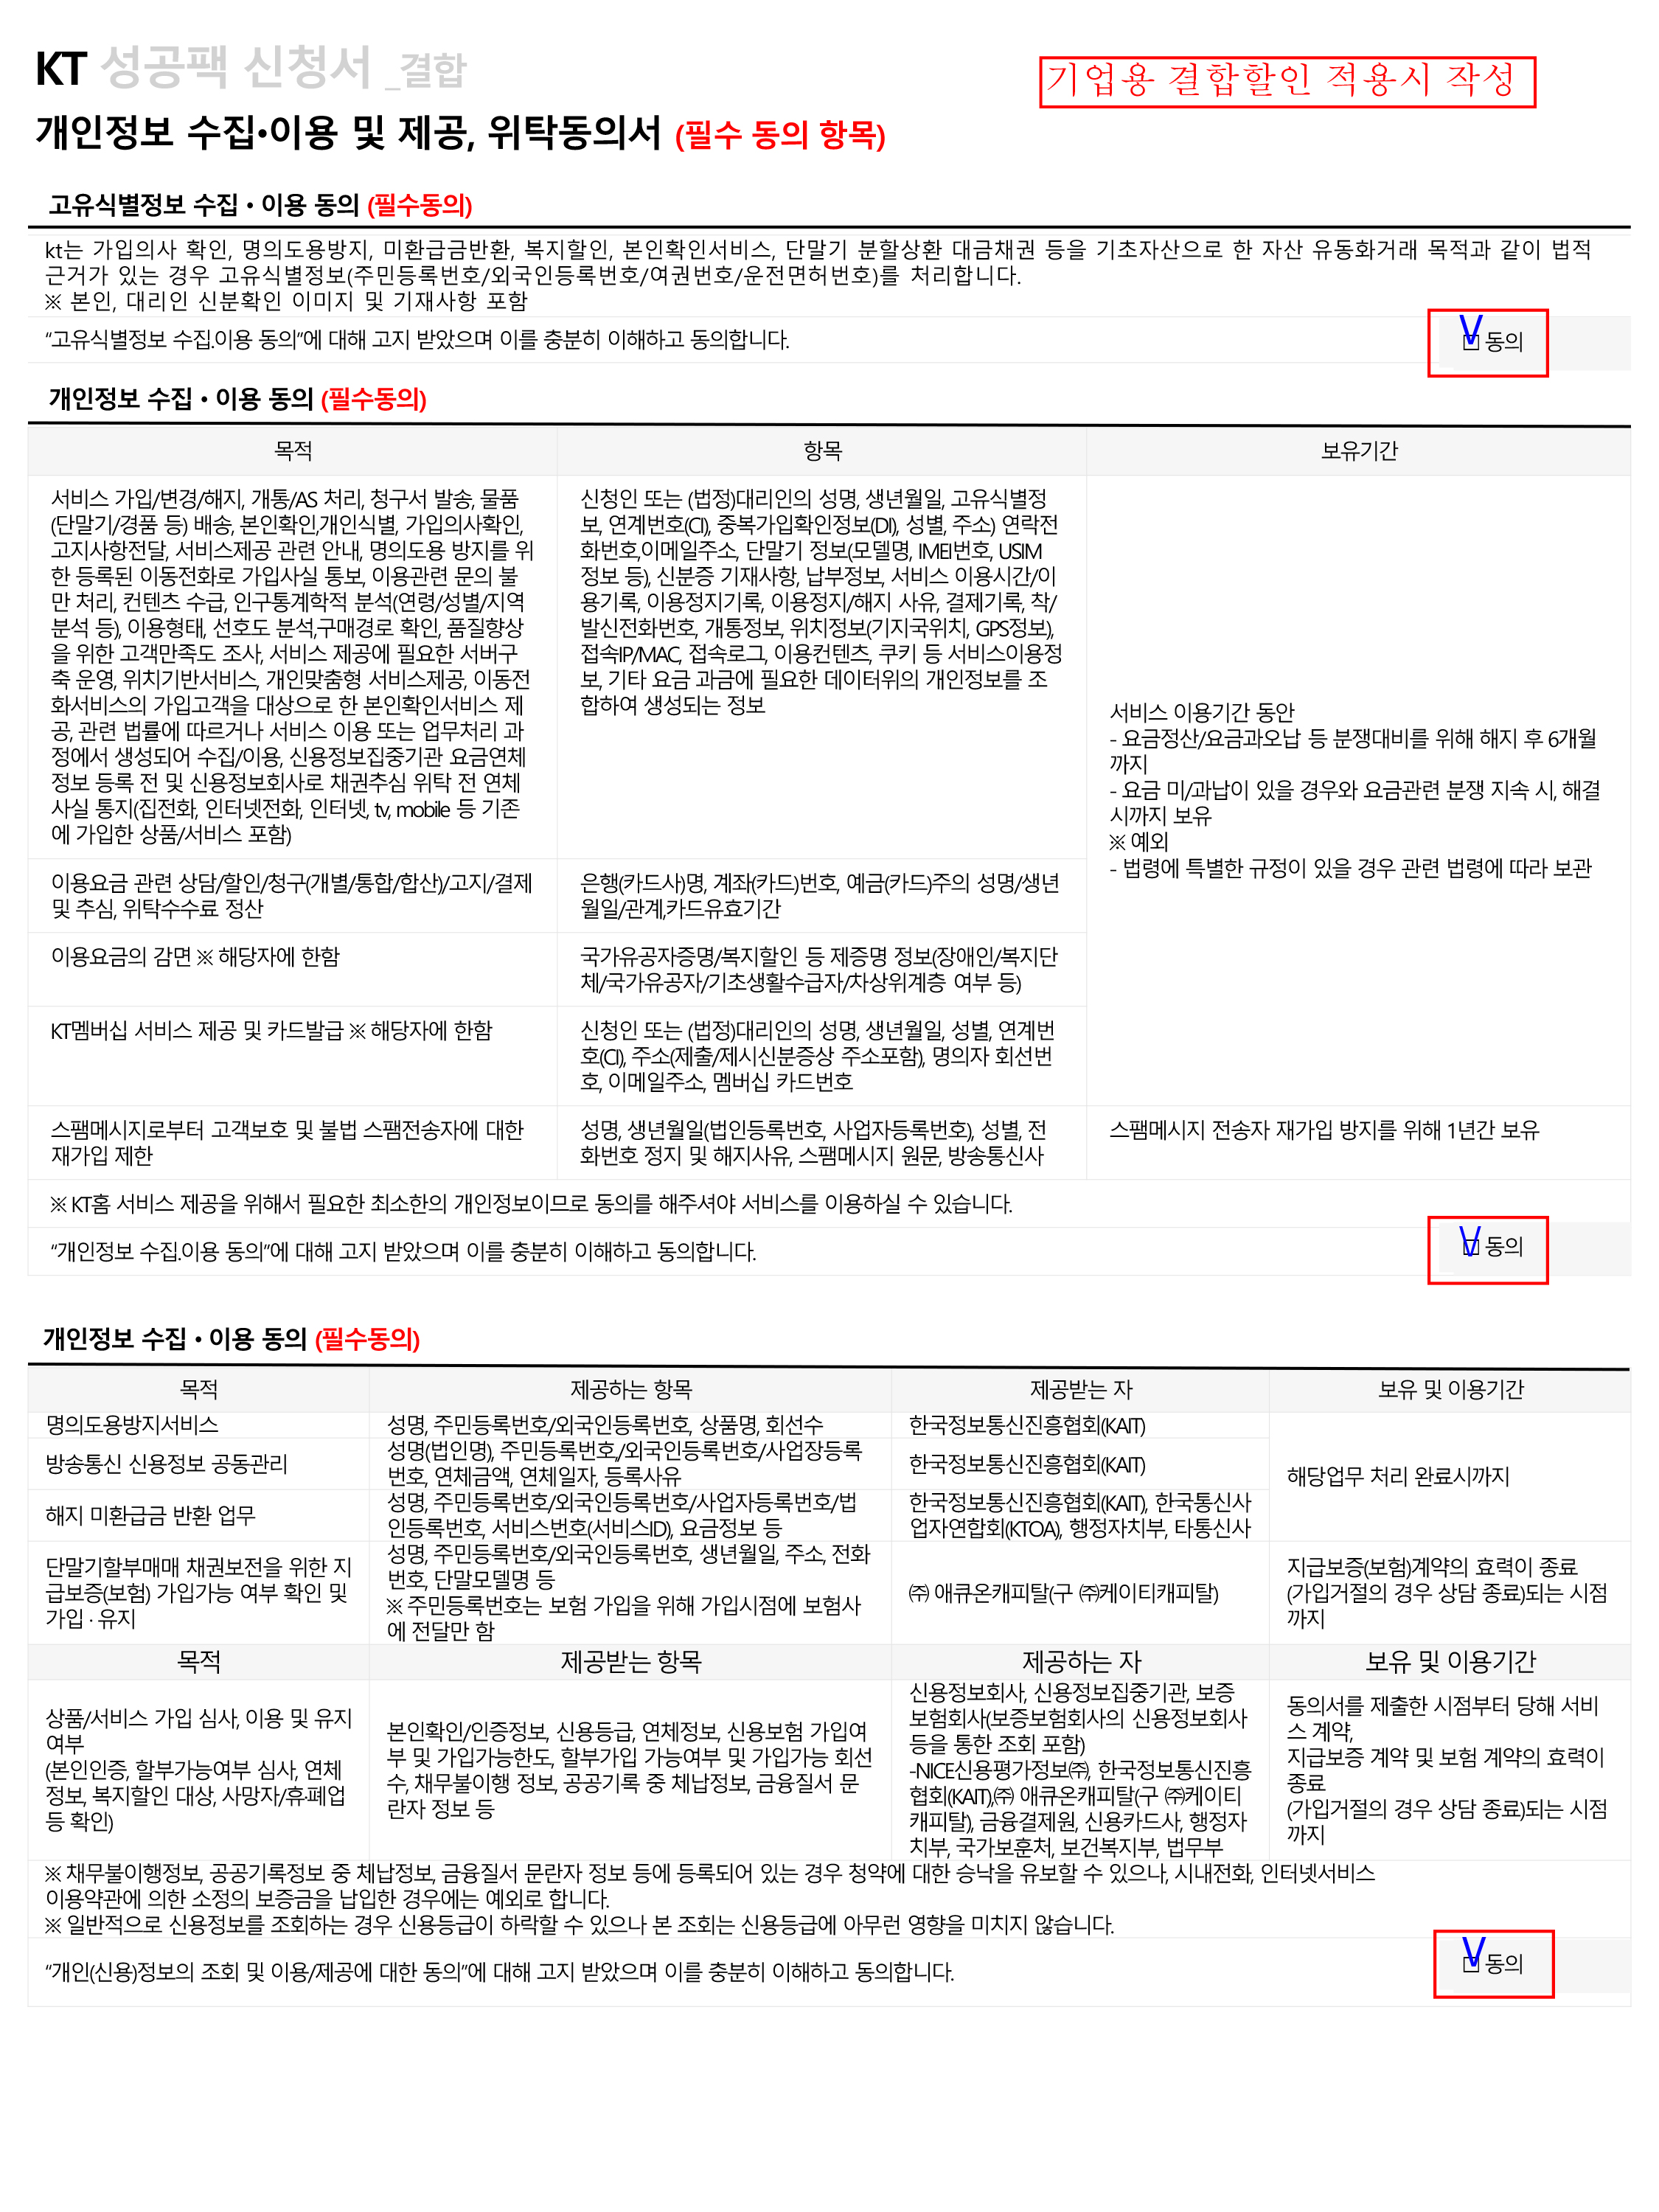 KT 성공팩 신청서 _결합
기업용 결합할인 적용시 작성
개인정보 수집•이용 및 제공, 위탁동의서 (필수 동의 항목)
고유식별정보 수집 • 이용 동의 (필수동의)
kt는 가입의사 확인, 명의도용방지, 미환급금반환, 복지할인, 본인확인서비스, 단말기 분할상환 대금채권 등을 기초자산으로 한 자산 유동화거래 목적과 같이 법적
근거가 있는 경우 고유식별정보(주민등록번호/외국인등록번호/여권번호/운전면허번호)를 처리합니다.
※ 본인, 대리인 신분확인 이미지 및 기재사항 포함
“고유식별정보 수집.이용 동의”에 대해 고지 받았으며 이를 충분히 이해하고 동의합니다.
V □ 동의
개인정보 수집 • 이용 동의 (필수동의)
목적
항목
보유기간
서비스 가입/변경/해지, 개통/AS 처리, 청구서 발송, 물품
(단말기/경품 등) 배송, 본인확인,개인식별, 가입의사확인,
고지사항전달, 서비스제공 관련 안내, 명의도용 방지를 위
한 등록된 이동전화로 가입사실 통보, 이용관련 문의 불
만 처리, 컨텐츠 수급, 인구통계학적 분석(연령/성별/지역
분석 등), 이용형태, 선호도 분석,구매경로 확인, 품질향상
을 위한 고객만족도 조사, 서비스 제공에 필요한 서버구
축 운영, 위치기반서비스, 개인맞춤형 서비스제공, 이동전
화서비스의 가입고객을 대상으로 한 본인확인서비스 제
공, 관련 법률에 따르거나 서비스 이용 또는 업무처리 과
정에서 생성되어 수집/이용, 신용정보집중기관 요금연체
정보 등록 전 및 신용정보회사로 채권추심 위탁 전 연체
사실 통지(집전화, 인터넷전화, 인터넷, tv, mobile 등 기존
에 가입한 상품/서비스 포함)
신청인 또는 (법정)대리인의 성명, 생년월일, 고유식별정
보, 연계번호(CI), 중복가입확인정보(DI), 성별, 주소) 연락전
화번호,이메일주소, 단말기 정보(모델명, IMEI번호, USIM
정보 등), 신분증 기재사항, 납부정보, 서비스 이용시간/이
용기록, 이용정지기록, 이용정지/해지 사유, 결제기록, 착/
발신전화번호, 개통정보, 위치정보(기지국위치, GPS정보),
접속IP/MAC, 접속로그, 이용컨텐츠, 쿠키 등 서비스이용정
보, 기타 요금 과금에 필요한 데이터위의 개인정보를 조
합하여 생성되는 정보
서비스 이용기간 동안
- 요금정산/요금과오납 등 분쟁대비를 위해 해지 후 6개월
까지
- 요금 미/과납이 있을 경우와 요금관련 분쟁 지속 시, 해결
시까지 보유
※ 예외
- 법령에 특별한 규정이 있을 경우 관련 법령에 따라 보관
이용요금 관련 상담/할인/청구(개별/통합/합산)/고지/결제
및 추심, 위탁수수료 정산
은행(카드사)명, 계좌(카드)번호, 예금(카드)주의 성명/생년
월일/관계,카드유효기간
이용요금의 감면 ※ 해당자에 한함
국가유공자증명/복지할인 등 제증명 정보(장애인/복지단
체/국가유공자/기초생활수급자/차상위계층 여부 등)
KT멤버십 서비스 제공 및 카드발급 ※ 해당자에 한함
신청인 또는 (법정)대리인의 성명, 생년월일, 성별, 연계번
호(CI), 주소(제출/제시신분증상 주소포함), 명의자 회선번
호, 이메일주소, 멤버십 카드번호
스팸메시지로부터 고객보호 및 불법 스팸전송자에 대한
재가입 제한
성명, 생년월일(법인등록번호, 사업자등록번호), 성별, 전
화번호 정지 및 해지사유, 스팸메시지 원문, 방송통신사
스팸메시지 전송자 재가입 방지를 위해 1년간 보유
※ KT홈 서비스 제공을 위해서 필요한 최소한의 개인정보이므로 동의를 해주셔야 서비스를 이용하실 수 있습니다.
“개인정보 수집.이용 동의”에 대해 고지 받았으며 이를 충분히 이해하고 동의합니다.
V □ 동의
개인정보 수집 • 이용 동의 (필수동의)
목적
제공하는 항목
제공받는 자
보유 및 이용기간
명의도용방지서비스
성명, 주민등록번호/외국인등록번호, 상품명, 회선수
한국정보통신진흥협회(KAIT)
해당업무 처리 완료시까지
방송통신 신용정보 공동관리
성명(법인명), 주민등록번호,/외국인등록번호/사업장등록
번호, 연체금액, 연체일자, 등록사유
한국정보통신진흥협회(KAIT)
해지 미환급금 반환 업무
성명, 주민등록번호/외국인등록번호/사업자등록번호/법
인등록번호, 서비스번호(서비스ID), 요금정보 등
한국정보통신진흥협회(KAIT), 한국통신사
업자연합회(KTOA), 행정자치부, 타통신사
단말기할부매매 채권보전을 위한 지
급보증(보험) 가입가능 여부 확인 및
가입 · 유지
성명, 주민등록번호/외국인등록번호, 생년월일, 주소, 전화
번호, 단말모델명 등
※ 주민등록번호는 보험 가입을 위해 가입시점에 보험사
에 전달만 함
㈜ 애큐온캐피탈(구 ㈜케이티캐피탈)
지급보증(보험)계약의 효력이 종료
(가입거절의 경우 상담 종료)되는 시점
까지
목적
제공받는 항목
제공하는 자
보유 및 이용기간
상품/서비스 가입 심사, 이용 및 유지
여부
(본인인증, 할부가능여부 심사, 연체
정보, 복지할인 대상, 사망자/휴·폐업
등 확인)
본인확인/인증정보, 신용등급, 연체정보, 신용보험 가입여
부 및 가입가능한도, 할부가입 가능여부 및 가입가능 회선
수, 채무불이행 정보, 공공기록 중 체납정보, 금융질서 문
란자 정보 등
신용정보회사, 신용정보집중기관, 보증
보험회사(보증보험회사의 신용정보회사
등을 통한 조회 포함)
-NICE신용평가정보㈜, 한국정보통신진흥
협회(KAIT),㈜ 애큐온캐피탈(구 ㈜케이티
캐피탈), 금융결제원, 신용카드사, 행정자
치부, 국가보훈처, 보건복지부, 법무부
동의서를 제출한 시점부터 당해 서비
스 계약,
지급보증 계약 및 보험 계약의 효력이
종료
(가입거절의 경우 상담 종료)되는 시점
까지
※ 채무불이행정보, 공공기록정보 중 체납정보, 금융질서 문란자 정보 등에 등록되어 있는 경우 청약에 대한 승낙을 유보할 수 있으나, 시내전화, 인터넷서비스
이용약관에 의한 소정의 보증금을 납입한 경우에는 예외로 합니다.
※ 일반적으로 신용정보를 조회하는 경우 신용등급이 하락할 수 있으나 본 조회는 신용등급에 아무런 영향을 미치지 않습니다.
“개인(신용)정보의 조회 및 이용/제공에 대한 동의”에 대해 고지 받았으며 이를 충분히 이해하고 동의합니다.
V □ 동의